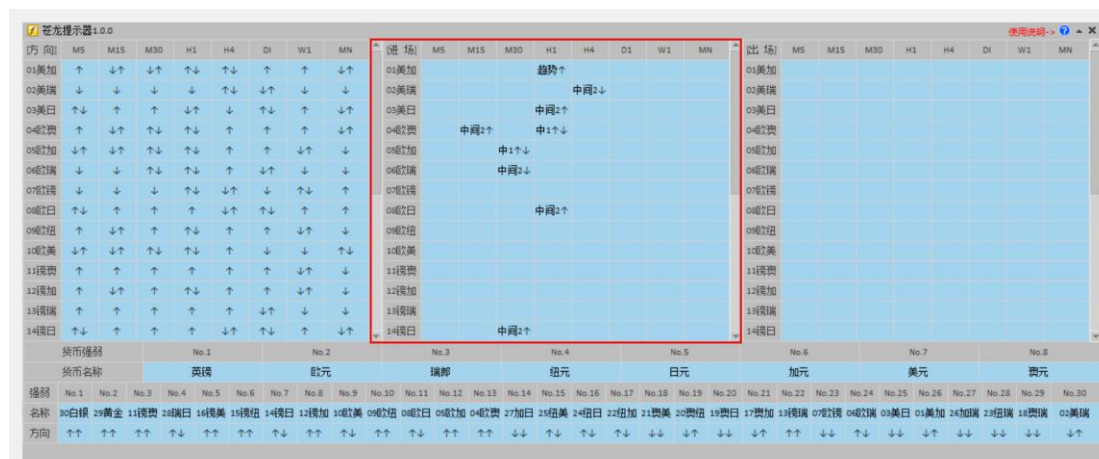 苍龙提示器1.0.0 使用说明->
[方 向] M5 M15 M30 H1 H4 DI W1 MN [进 场] M5 M15 M30 H1 H4 D1 W1 MN [出 场] M5 M15 M30 H1 H4 DI W1 MN
01美加 ↑ ↓↑ ↓↑ ↑↓ ↑↓ ↑ ↑ ↓↑ 01美加 趋势↑ 01美加
02美瑞 ↓ ↓ ↓ ↓ ↑↓ ↓↑ ↓ ↓ 02美瑞 中间2↓ 02美瑞
03美日 ↑↓ ↑ ↑ ↓↑ ↓ ↑↓ ↑ ↓↑ 03美日 中间2↑ 03美日
04欧澳 ↑ ↓↑ ↑↓ ↑↓ ↑ ↑ ↑ ↓↑ 04欧澳 中间2↑ 中1↑↓ 04欧澳
05欧加 ↓↑ ↓↑ ↑↓ ↑↓ ↑ ↑ ↓↑ ↓ 05欧加 中1↑↓ 05欧加
06欧瑞 ↓ ↓ ↑↓ ↑↓ ↑ ↓↑ ↓ ↓ 06欧瑞 中间2↓ 06欧瑞
07欧镑 ↓ ↓ ↓ ↑↓ ↓↑ ↓ ↑↓ ↑ 07欧镑 07欧镑
08欧日 ↑↓ ↑ ↑ ↑ ↓↑ ↑↓ ↑ ↑ 08欧日 中间2↑ 08欧日
09欧纽 ↑ ↓↑ ↑ ↑↓ ↑ ↑ ↓↑ ↓ 09欧纽 09欧纽
10欧美 ↓↑ ↓↑ ↑↓ ↑↓ ↑ ↓ ↓ ↑↓ 10欧美 10欧美
11镑澳 ↑ ↑ ↑ ↑ ↑ ↑ ↓↑ ↓ 11镑澳 11镑澳
12镑加 ↑ ↓↑ ↑ ↑↓ ↑ ↑ ↓↑ ↓ 12镑加 12镑加
13镑瑞 ↑ ↑ ↑ ↑ ↑ ↓↑ ↓ ↓ 13镑瑞 13镑瑞
14镑日 ↑↓ ↑ ↑ ↑ ↓↑ ↑↓ ↑ ↓↑ 14镑日 中间2↑ 14镑日
货币强弱 No.1 No.2 No.3 No.4 No.5 No.6 No.7 No.8
货币名称 英镑 欧元 瑞郎 纽元 日元 加元 美元 澳元
强弱 No.1 No.2 No.3 No.4 No.5 No.6 No.7 No.8 No.9 No.10 No.11 No.12 No.13 No.14 No.15 No.16 No.17 No.18 No.19 No.20 No.21 No.22 No.23 No.24 No.25 No.26 No.27 No.28 No.29 No.30
名称 30白银 29黄金 11镑澳 28瑞日 16镑美 15镑纽 14镑日 12镑加 10欧美 09欧纽 08欧日 05欧加 04欧澳 27加日 25纽美 24纽日 22纽加 21澳美 20澳纽 19澳日 17澳加 13镑瑞 07欧镑 06欧瑞 03美日 01美加 26加瑞 23纽瑞 18澳瑞 02美瑞
方向 ↑↑ ↑↑ ↑↑ ↑↓ ↑↑ ↑↑ ↑↓ ↑↑ ↑↓ ↑↑ ↑↓ ↑↑ ↑↑ ↓↓ ↑↓ ↑↓ ↑↓ ↓↓ ↓↑ ↑↓ ↓↑ ↑↑ ↓↓ ↑↓ ↓↓ ↓↑ ↓↓ ↓↓ ↓↓ ↓↑